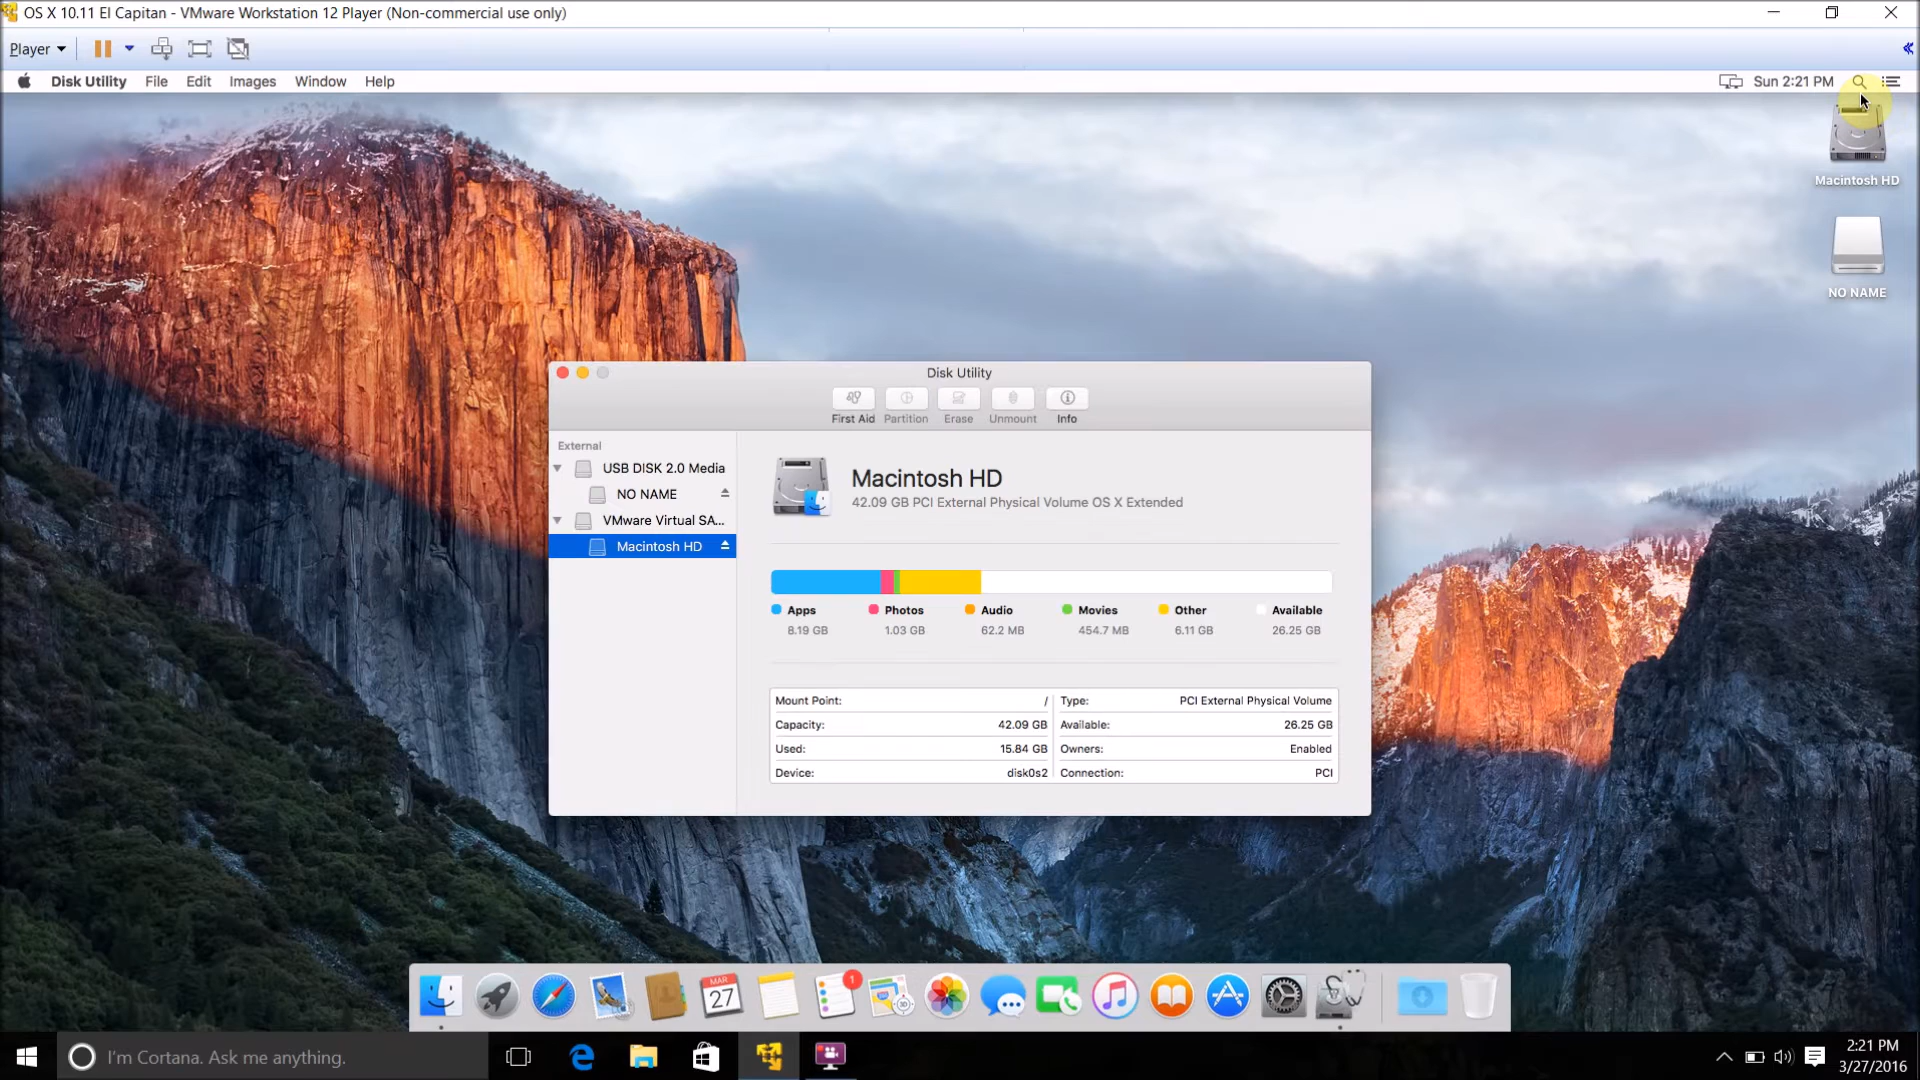 OS X 10.11 El Capitan - VMware Workstation 12 Player (Non-commercial use only)
Player
Disk Utility File Edit Images Window Help Sun 2:21 PM
Macintosh HD
NO NAME
Disk Utility
First Aid Partition Erase Unmount Info
External
USB DISK 2.0 Media
NO NAME
VMware Virtual SA...
Macintosh HD
Macintosh HD
42.09 GB PCI External Physical Volume OS X Extended
Apps Photos Audio Movies Other Available
8.19 GB 1.03 GB 62.2 MB 454.7 MB 6.11 GB 26.25 GB
Mount Point: / Type: PCI External Physical Volume
Capacity: 42.09 GB Available: 26.25 GB
Used: 15.84 GB Owners: Enabled
Device: disk0s2 Connection: PCI
MAR
27
1
3D
I'm Cortana. Ask me anything.
2:21 PM
3/27/2016